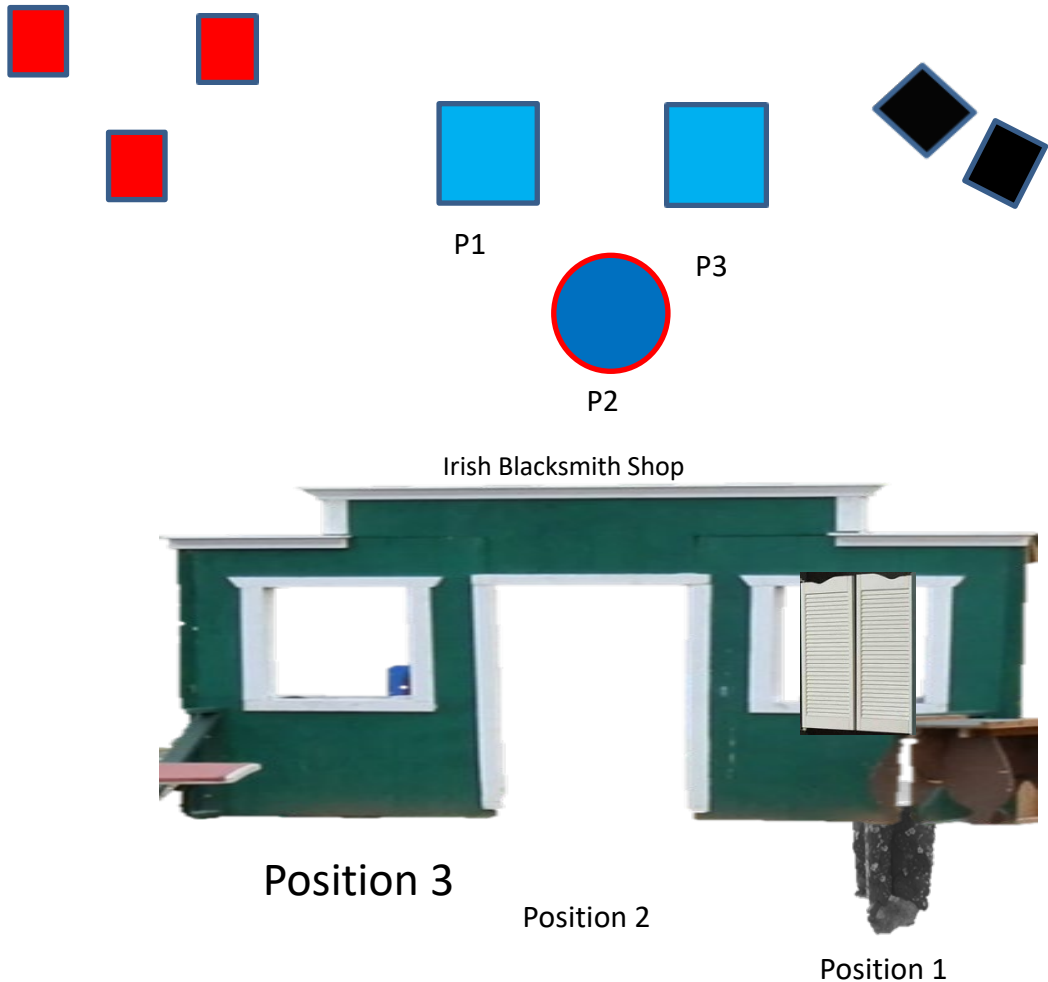 P1
P3
P2
Irish Blacksmith Shop
Position 3
Position 2
Position 1